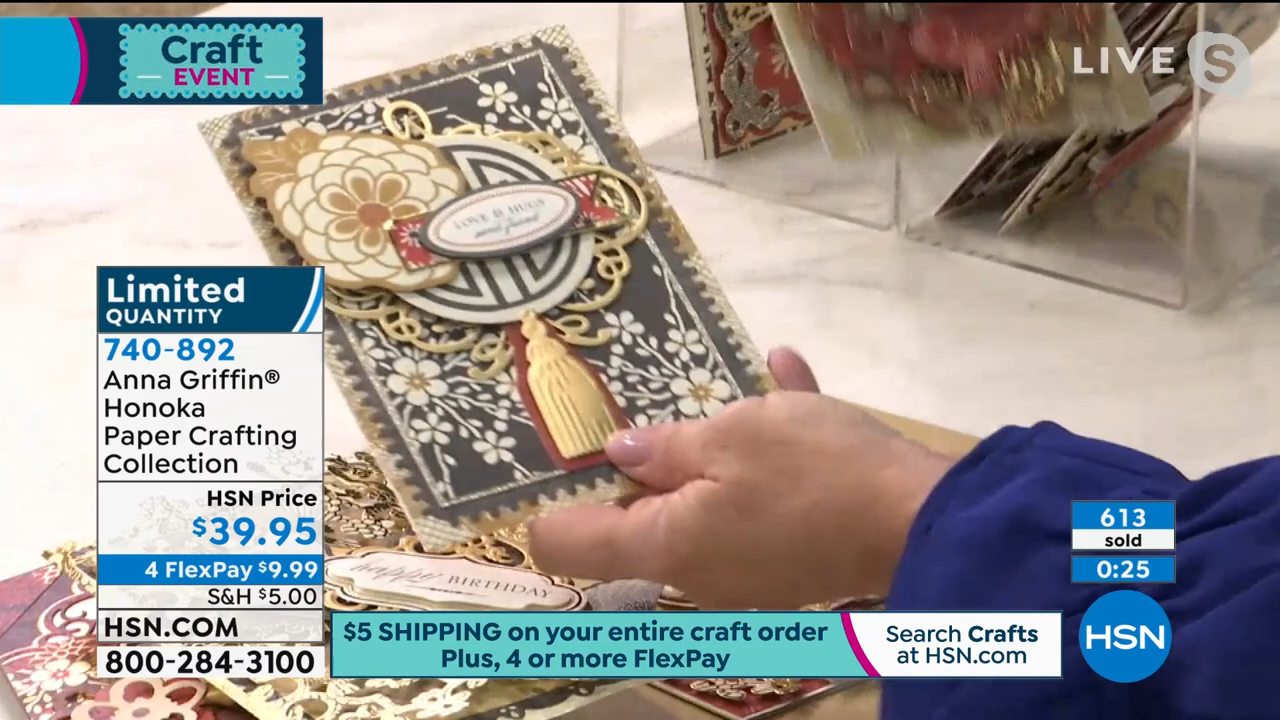 Craft
EVENT
LIVE S
LOVE & HUGS
Limited
QUANTITY
740-892
Anna Griffin®
Honoka
Paper Crafting
Collection
HSN Price
$39.95
4 FlexPay $9.99
S&H $5.00
HSN.COM
800-284-3100
happy BIRTHDAY
$5 SHIPPING on your entire craft order
Plus, 4 or more FlexPay
Search Crafts
at HSN.com
613
sold
0:25
HSN